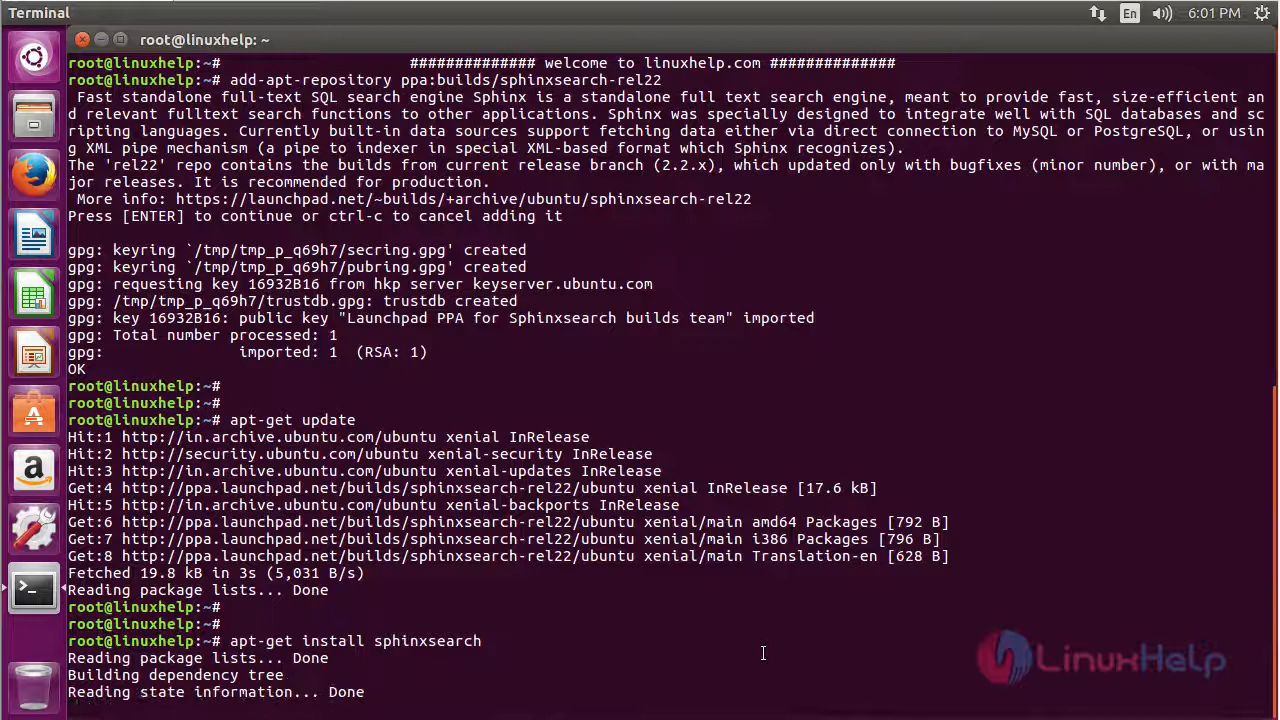 Terminal
En
6:01 PM
root@linuxhelp: ~
root@linuxhelp:~# ############## welcome to linuxhelp.com ##############
root@linuxhelp:~# add-apt-repository ppa:builds/sphinxsearch-rel22
Fast standalone full-text SQL search engine Sphinx is a standalone full text search engine, meant to provide fast, size-efficient an
d relevant fulltext search functions to other applications. Sphinx was specially designed to integrate well with SQL databases and sc
ripting languages. Currently built-in data sources support fetching data either via direct connection to MySQL or PostgreSQL, or usin
g XML pipe mechanism (a pipe to indexer in special XML-based format which Sphinx recognizes).
The 'rel22' repo contains the builds from current release branch (2.2.x), which updated only with bugfixes (minor number), or with ma
jor releases. It is recommended for production.
More info: https://launchpad.net/~builds/+archive/ubuntu/sphinxsearch-rel22
Press [ENTER] to continue or ctrl-c to cancel adding it
gpg: keyring `/tmp/tmp_p_q69h7/secring.gpg' created
gpg: keyring `/tmp/tmp_p_q69h7/pubring.gpg' created
gpg: requesting key 16932B16 from hkp server keyserver.ubuntu.com
gpg: /tmp/tmp_p_q69h7/trustdb.gpg: trustdb created
gpg: key 16932B16: public key "Launchpad PPA for Sphinxsearch builds team" imported
gpg: Total number processed: 1
gpg: imported: 1 (RSA: 1)
OK
root@linuxhelp:~#
root@linuxhelp:~#
root@linuxhelp:~# apt-get update
Hit:1 http://in.archive.ubuntu.com/ubuntu xenial InRelease
Hit:2 http://security.ubuntu.com/ubuntu xenial-security InRelease
Hit:3 http://in.archive.ubuntu.com/ubuntu xenial-updates InRelease
Get:4 http://ppa.launchpad.net/builds/sphinxsearch-rel22/ubuntu xenial InRelease [17.6 kB]
Hit:5 http://in.archive.ubuntu.com/ubuntu xenial-backports InRelease
Get:6 http://ppa.launchpad.net/builds/sphinxsearch-rel22/ubuntu xenial/main amd64 Packages [792 B]
Get:7 http://ppa.launchpad.net/builds/sphinxsearch-rel22/ubuntu xenial/main i386 Packages [796 B]
Get:8 http://ppa.launchpad.net/builds/sphinxsearch-rel22/ubuntu xenial/main Translation-en [628 B]
Fetched 19.8 kB in 3s (5,031 B/s)
Reading package lists... Done
root@linuxhelp:~#
root@linuxhelp:~#
root@linuxhelp:~# apt-get install sphinxsearch
Reading package lists... Done
Building dependency tree
Reading state information... Done
LinuxHelp